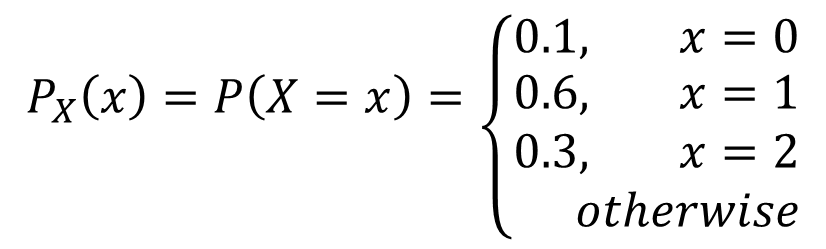 0.1, x = 0
P_X(x) = P(X = x) = { 0.6, x = 1
0.3, x = 2
otherwise